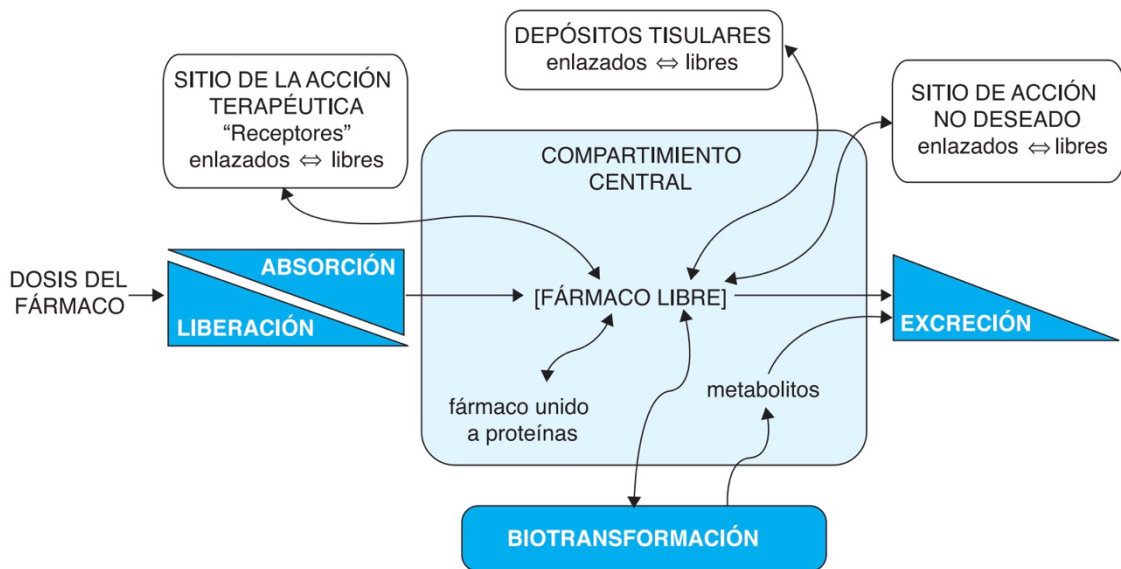 DEPÓSITOS TISULARES
enlazados ⇔ libres
SITIO DE LA ACCIÓN
TERAPÉUTICA
“Receptores”
enlazados ⇔ libres
SITIO DE ACCIÓN
NO DESEADO
enlazados ⇔ libres
COMPARTIMIENTO
CENTRAL
DOSIS DEL
FÁRMACO
ABSORCIÓN
LIBERACIÓN
[FÁRMACO LIBRE]
EXCRECIÓN
fármaco unido
a proteínas
metabolitos
BIOTRANSFORMACIÓN